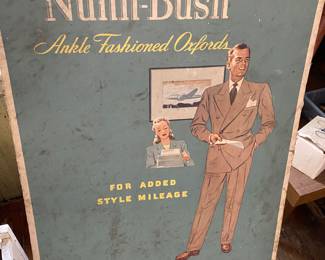 Nunn-Bush
Ankle Fashioned Oxfords
FOR ADDED
STYLE MILEAGE